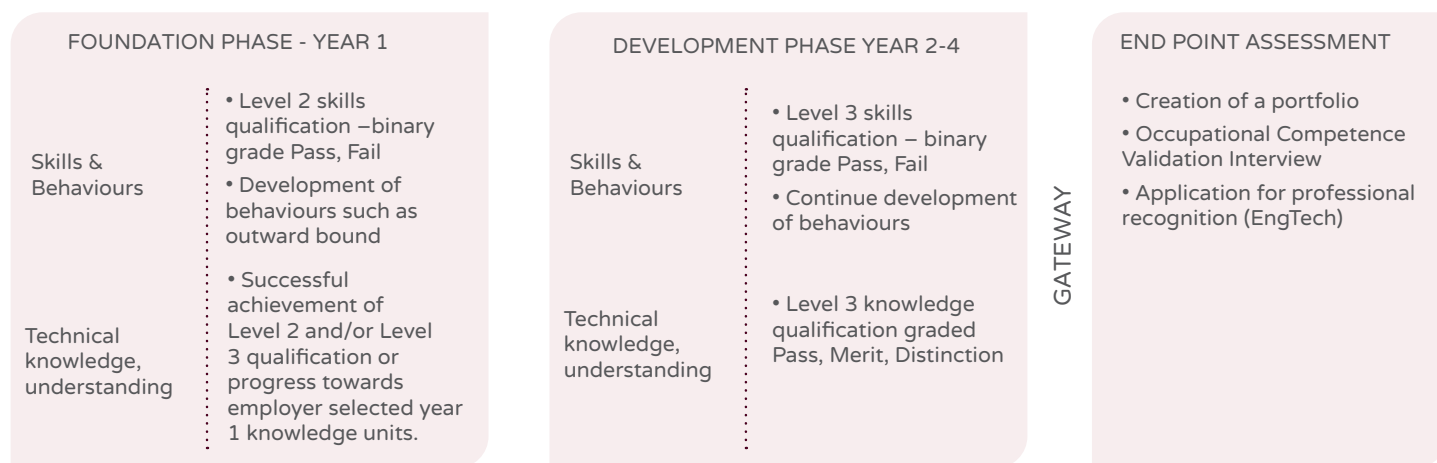 FOUNDATION PHASE - YEAR 1
Skills &
Behaviours
• Level 2 skills
qualification –binary
grade Pass, Fail
• Development of
behaviours such as
outward bound
Technical
knowledge,
understanding
• Successful
achievement of
Level 2 and/or Level
3 qualification or
progress towards
employer selected year
1 knowledge units.
DEVELOPMENT PHASE YEAR 2-4
Skills &
Behaviours
• Level 3 skills
qualification – binary
grade Pass, Fail
• Continue development
of behaviours
Technical
knowledge,
understanding
• Level 3 knowledge
qualification graded
Pass, Merit, Distinction
GATEWAY
END POINT ASSESSMENT
• Creation of a portfolio
• Occupational Competence
Validation Interview
• Application for professional
recognition (EngTech)